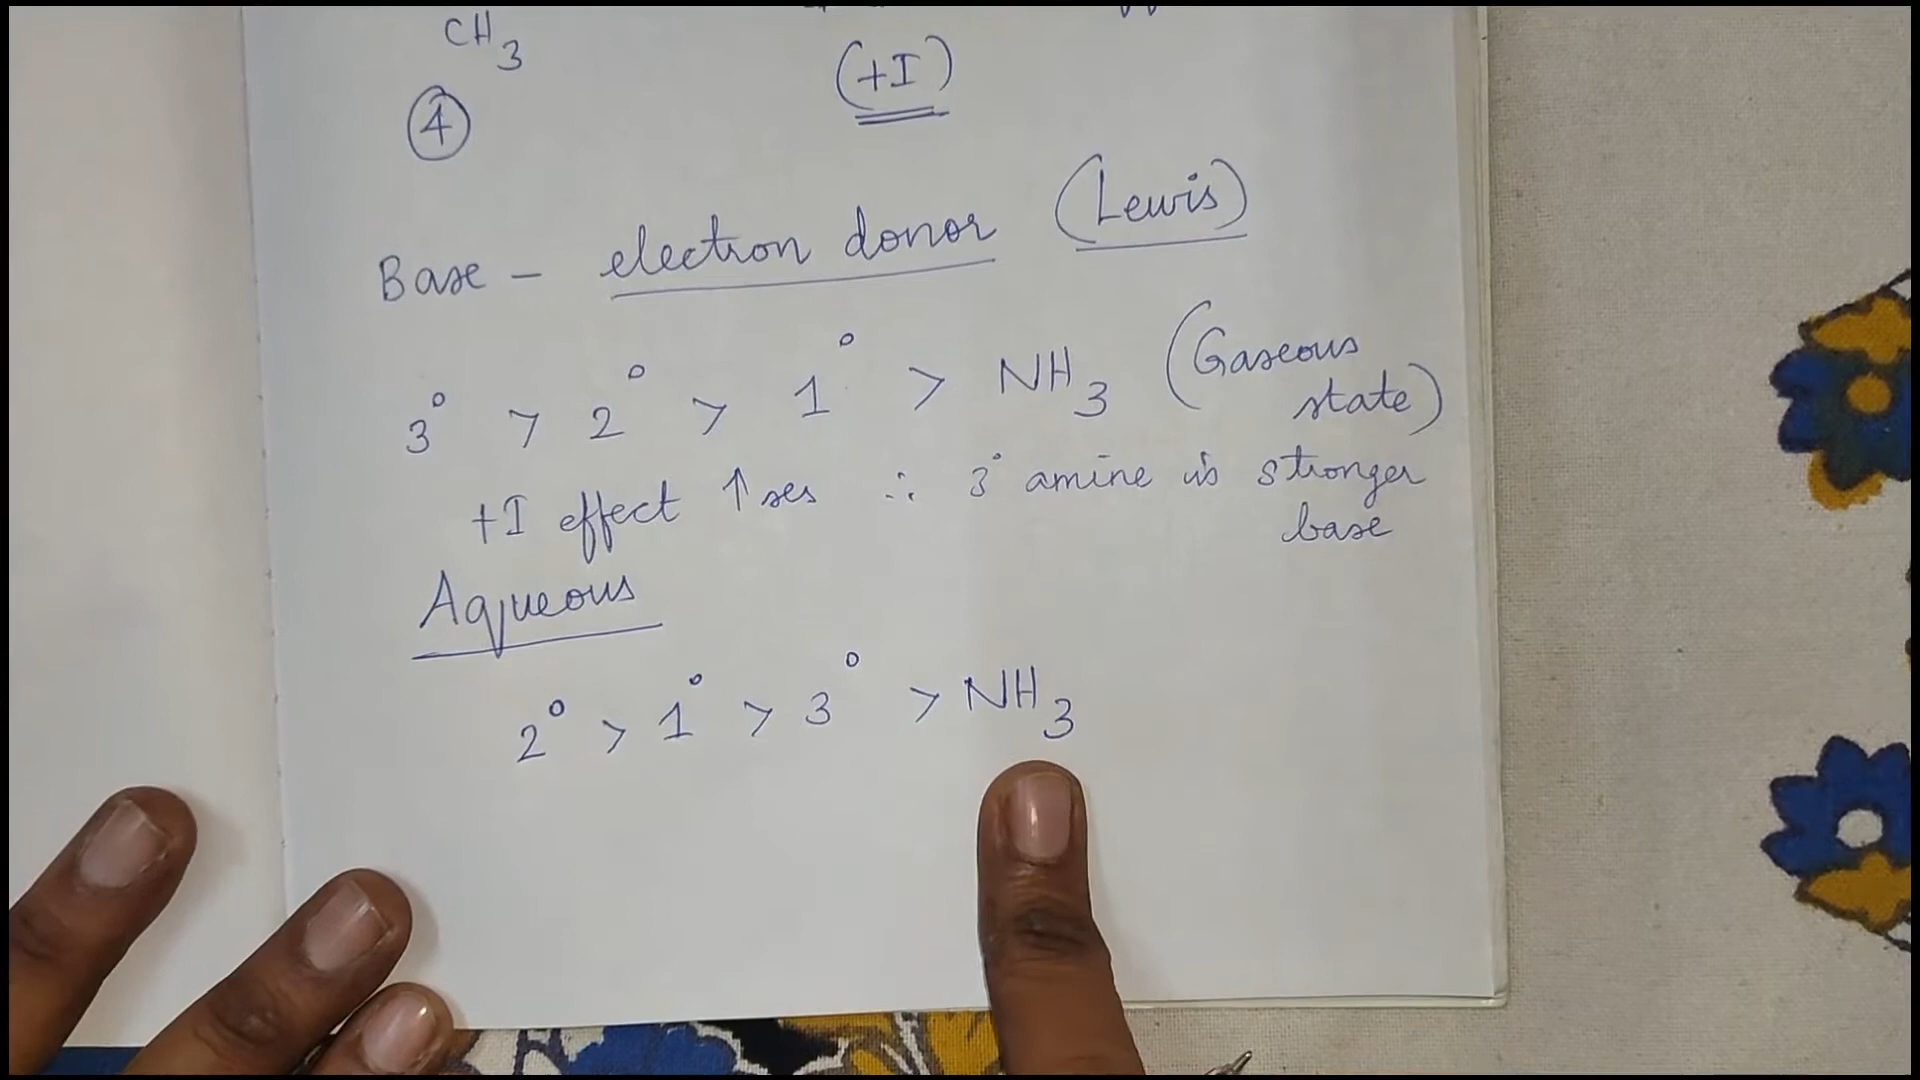 CH3
(+I)
4
Base - electron donor (Lewis)
3° > 2° > 1° > NH3 (Gaseous state)
+I effect ↑ses ∴ 3° amine is stronger base
Aqueous
2° > 1° > 3° > NH3